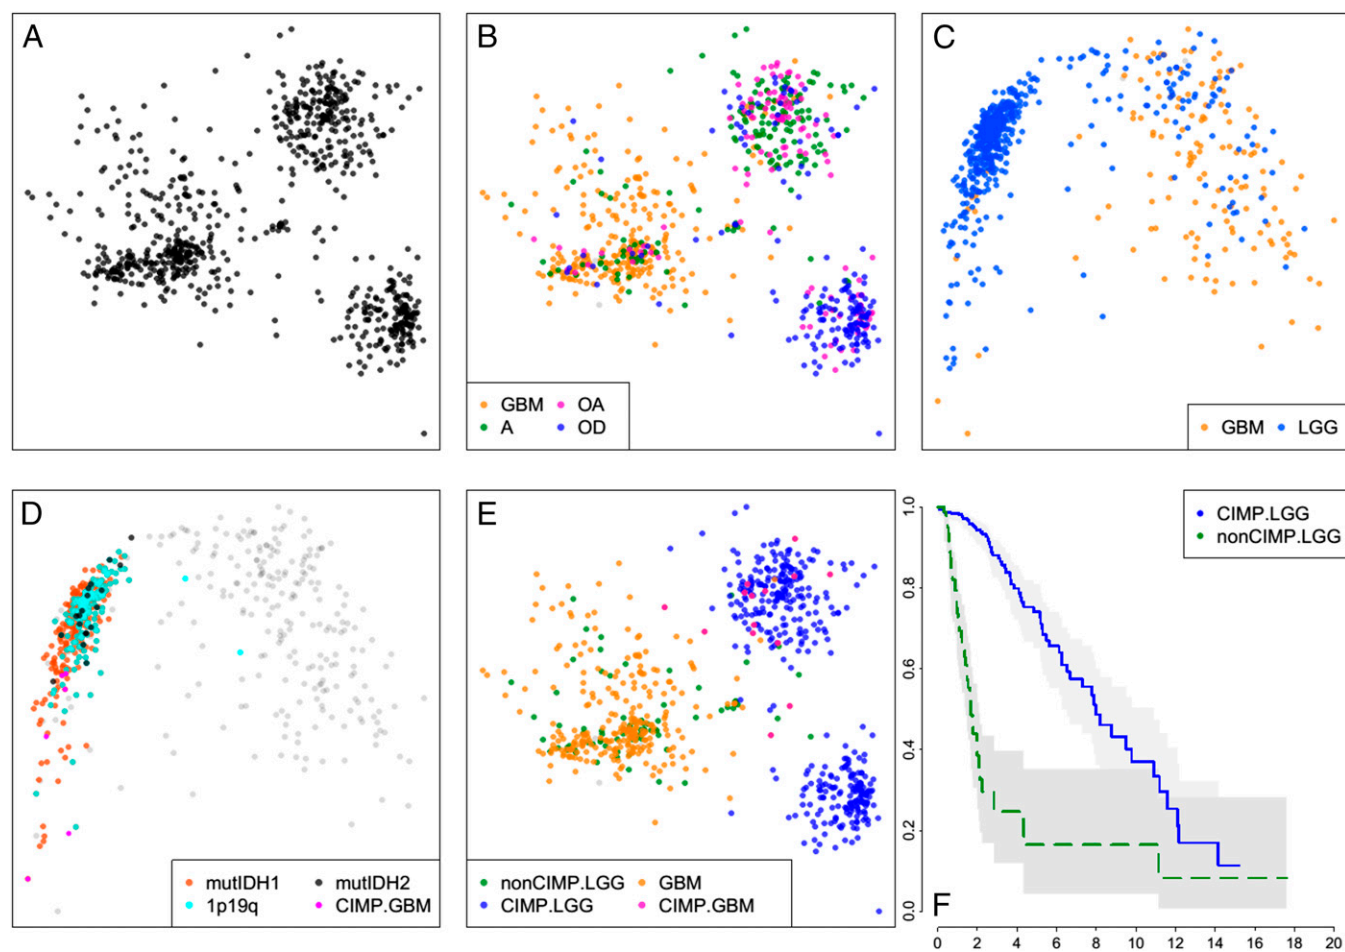 A
B
C
GBM OA
A OD
GBM LGG
D
E
mutIDH1 mutIDH2
1p19q CIMP.GBM
nonCIMP.LGG GBM
CIMP.LGG CIMP.GBM
CIMP.LGG
nonCIMP.LGG
1.0
0.8
0.6
0.4
0.2
0.0
F
0 2 4 6 8 10 12 14 16 18 20